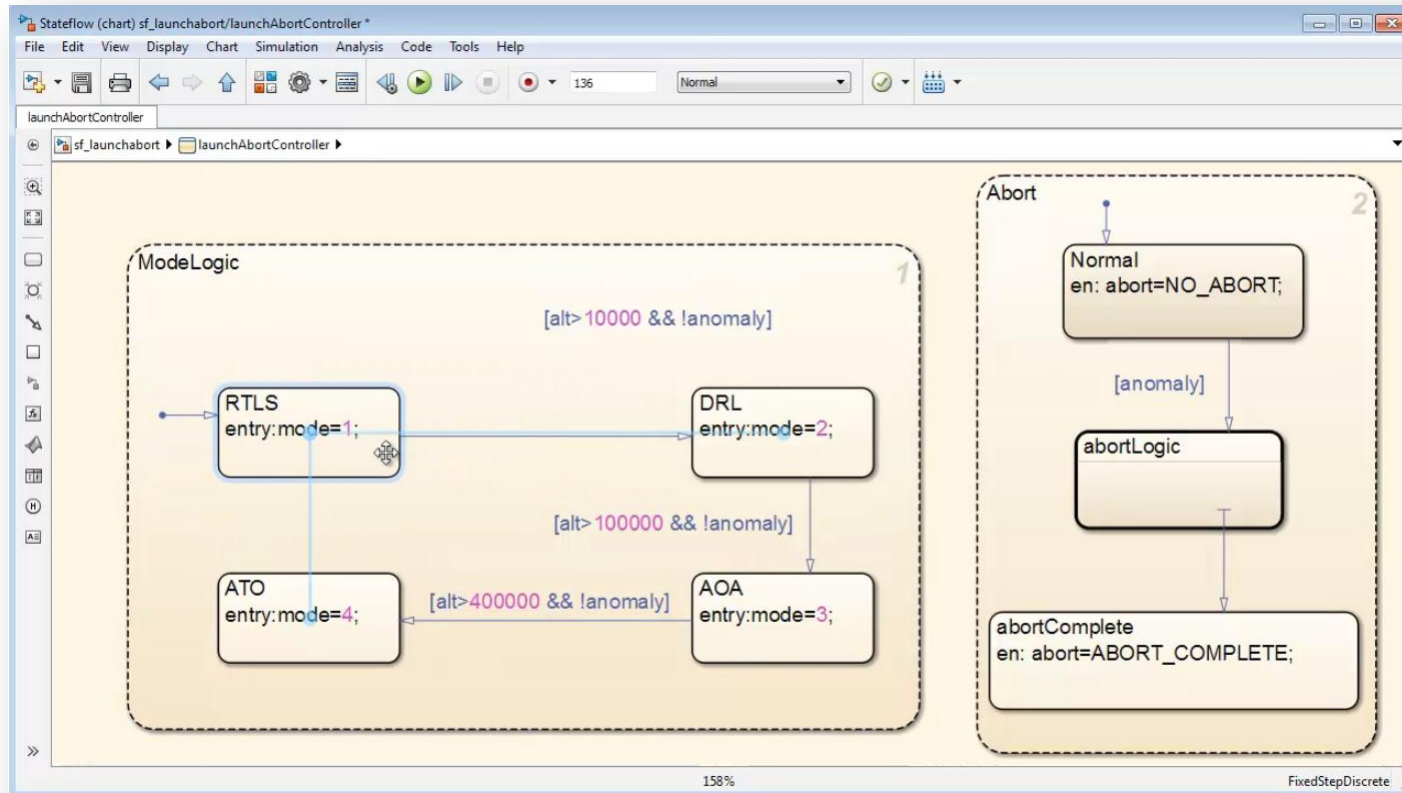 Stateflow (chart) sf_launchabort/launchAbortController *
File Edit View Display Chart Simulation Analysis Code Tools Help
136 Normal
launchAbortController
sf_launchabort launchAbortController
Abort
2
Normal
en: abort=NO_ABORT;
[anomaly]
abortLogic
abortComplete
en: abort=ABORT_COMPLETE;
ModeLogic
1
[alt>10000 && !anomaly]
RTLS
entry:mode=1;
DRL
entry:mode=2;
[alt>100000 && !anomaly]
ATO
entry:mode=4;
[alt>400000 && !anomaly]
AOA
entry:mode=3;
158% FixedStepDiscrete